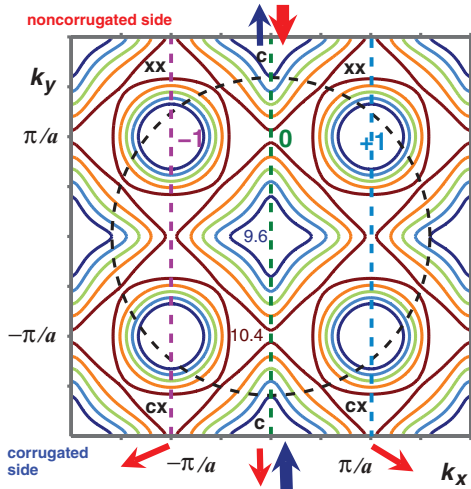 noncorrugated side
c
xx xx
k_y
π/a
−1 0 +1
9.6
−π/a
10.4
cx cx
c
corrugated
side
−π/a π/a
k_x